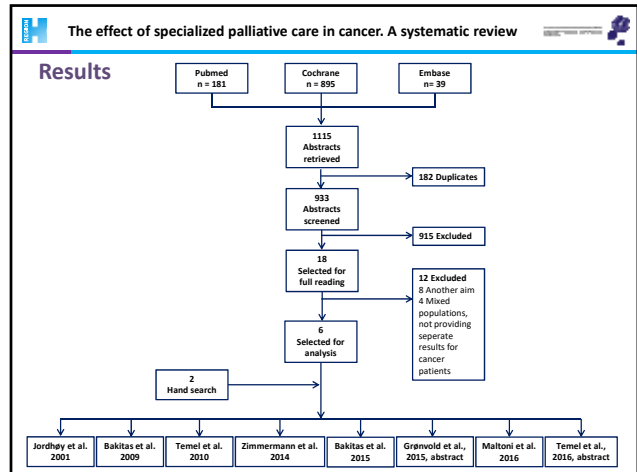 REGION
H
The effect of specialized palliative care in cancer. A systematic review
Results
Pubmed
n = 181
Cochrane
n = 895
Embase
n= 39
1115
Abstracts
retrieved
182 Duplicates
933
Abstracts
screened
915 Excluded
18
Selected for
full reading
12 Excluded
8 Another aim
4 Mixed
populations,
not providing
seperate
results for
cancer
patients
6
Selected for
analysis
2
Hand search
Jordhøy et al.
2001
Bakitas et al.
2009
Temel et al.
2010
Zimmermann et al.
2014
Bakitas et al.
2015
Grønvold et al.,
2015, abstract
Maltoni et al.
2016
Temel et al.,
2016, abstract